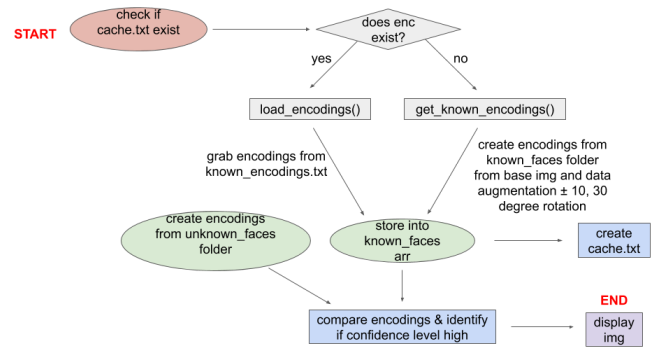 START
check if
cache.txt exist
does enc
exist?
yes
no
load_encodings()
get_known_encodings()
grab encodings from
known_encodings.txt
create encodings from
known_faces folder
from base img and data
augmentation ± 10, 30
degree rotation
create encodings
from unknown_faces
folder
store into
known_faces
arr
create
cache.txt
compare encodings & identify
if confidence level high
END
display
img